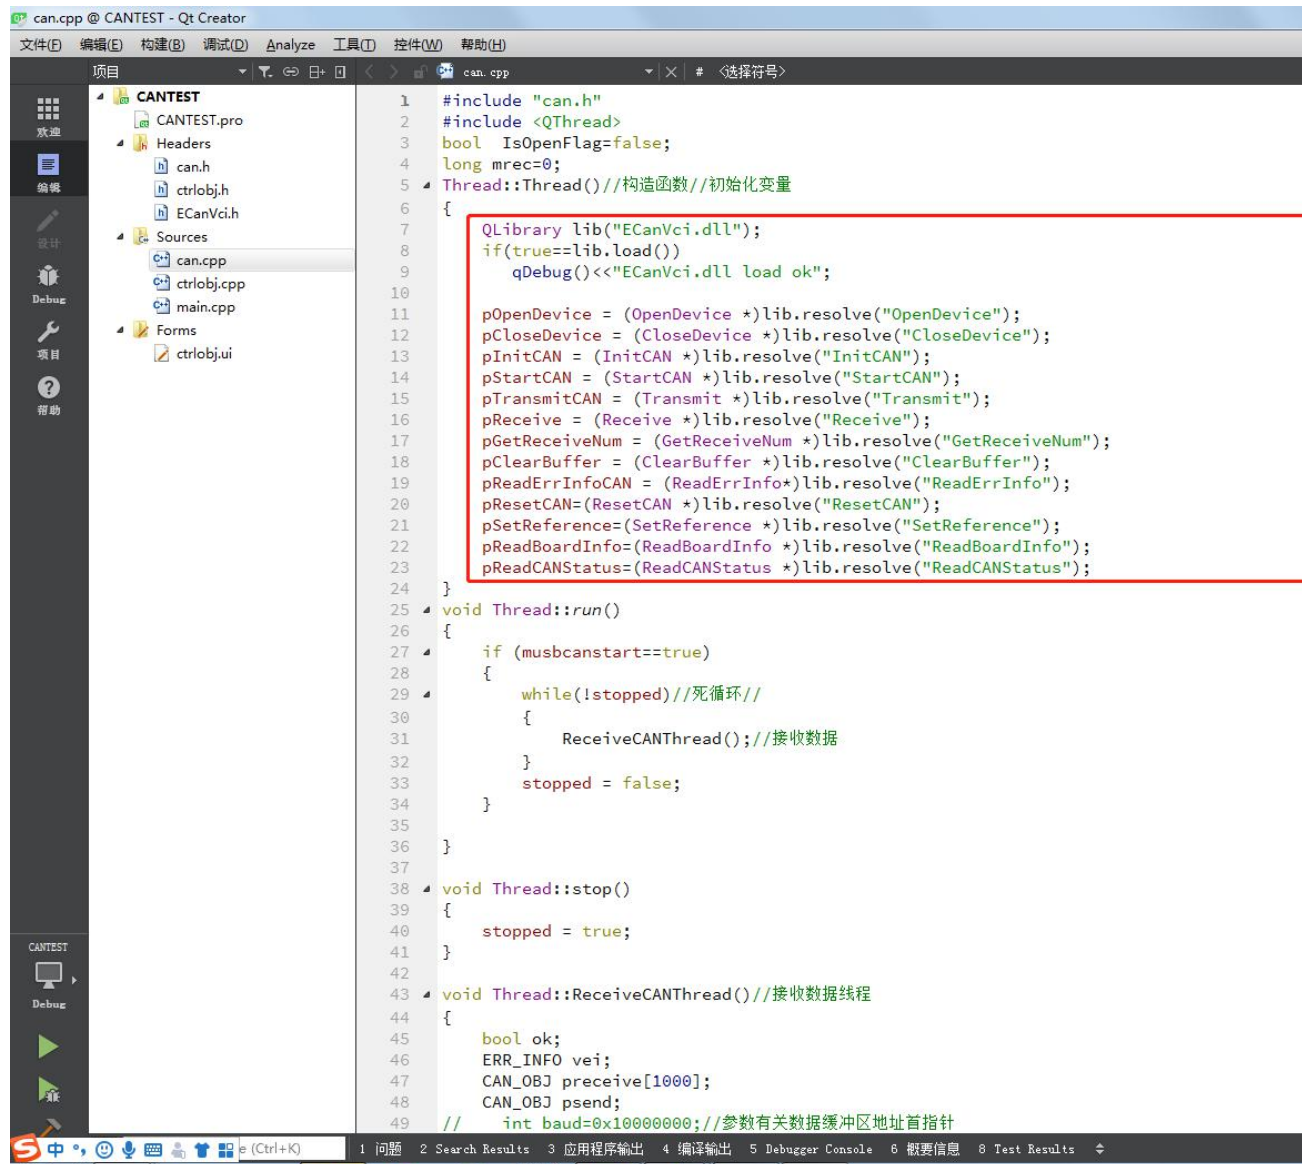 can.cpp @ CANTEST - Qt Creator
文件(F) 编辑(E) 构建(B) 调试(D) Analyze 工具(T) 控件(W) 帮助(H)
项目
can.cpp
# <选择符号>
欢迎
编辑
设计
Debug
项目
帮助
CANTEST
Debug
CANTEST
CANTEST.pro
Headers
can.h
ctrlobj.h
ECanVci.h
Sources
can.cpp
ctrlobj.cpp
main.cpp
Forms
ctrlobj.ui
1 #include "can.h"
2 #include <QThread>
3 bool  IsOpenFlag=false;
4 long mrec=0;
5 Thread::Thread()//构造函数//初始化变量
6 {
7     QLibrary lib("ECanVci.dll");
8     if(true==lib.load())
9        qDebug()<<"ECanVci.dll load ok";
10
11     pOpenDevice = (OpenDevice *)lib.resolve("OpenDevice");
12     pCloseDevice = (CloseDevice *)lib.resolve("CloseDevice");
13     pInitCAN = (InitCAN *)lib.resolve("InitCAN");
14     pStartCAN = (StartCAN *)lib.resolve("StartCAN");
15     pTransmitCAN = (Transmit *)lib.resolve("Transmit");
16     pReceive = (Receive *)lib.resolve("Receive");
17     pGetReceiveNum = (GetReceiveNum *)lib.resolve("GetReceiveNum");
18     pClearBuffer = (ClearBuffer *)lib.resolve("ClearBuffer");
19     pReadErrInfoCAN = (ReadErrInfo*)lib.resolve("ReadErrInfo");
20     pResetCAN=(ResetCAN *)lib.resolve("ResetCAN");
21     pSetReference=(SetReference *)lib.resolve("SetReference");
22     pReadBoardInfo=(ReadBoardInfo *)lib.resolve("ReadBoardInfo");
23     pReadCANStatus=(ReadCANStatus *)lib.resolve("ReadCANStatus");
24 }
25 void Thread::run()
26 {
27     if (musbcanstart==true)
28     {
29         while(!stopped)//死循环//
30         {
31             ReceiveCANThread();//接收数据
32         }
33         stopped = false;
34     }
35
36 }
37
38 void Thread::stop()
39 {
40     stopped = true;
41 }
42
43 void Thread::ReceiveCANThread()//接收数据线程
44 {
45     bool ok;
46     ERR_INFO vei;
47     CAN_OBJ preceive[1000];
48     CAN_OBJ psend;
49 //    int baud=0x10000000;//参数有关数据缓冲区地址首指针
中 e (Ctrl+K) 1 问题 2 Search Results 3 应用程序输出 4 编译输出 5 Debugger Console 6 概要信息 8 Test Results